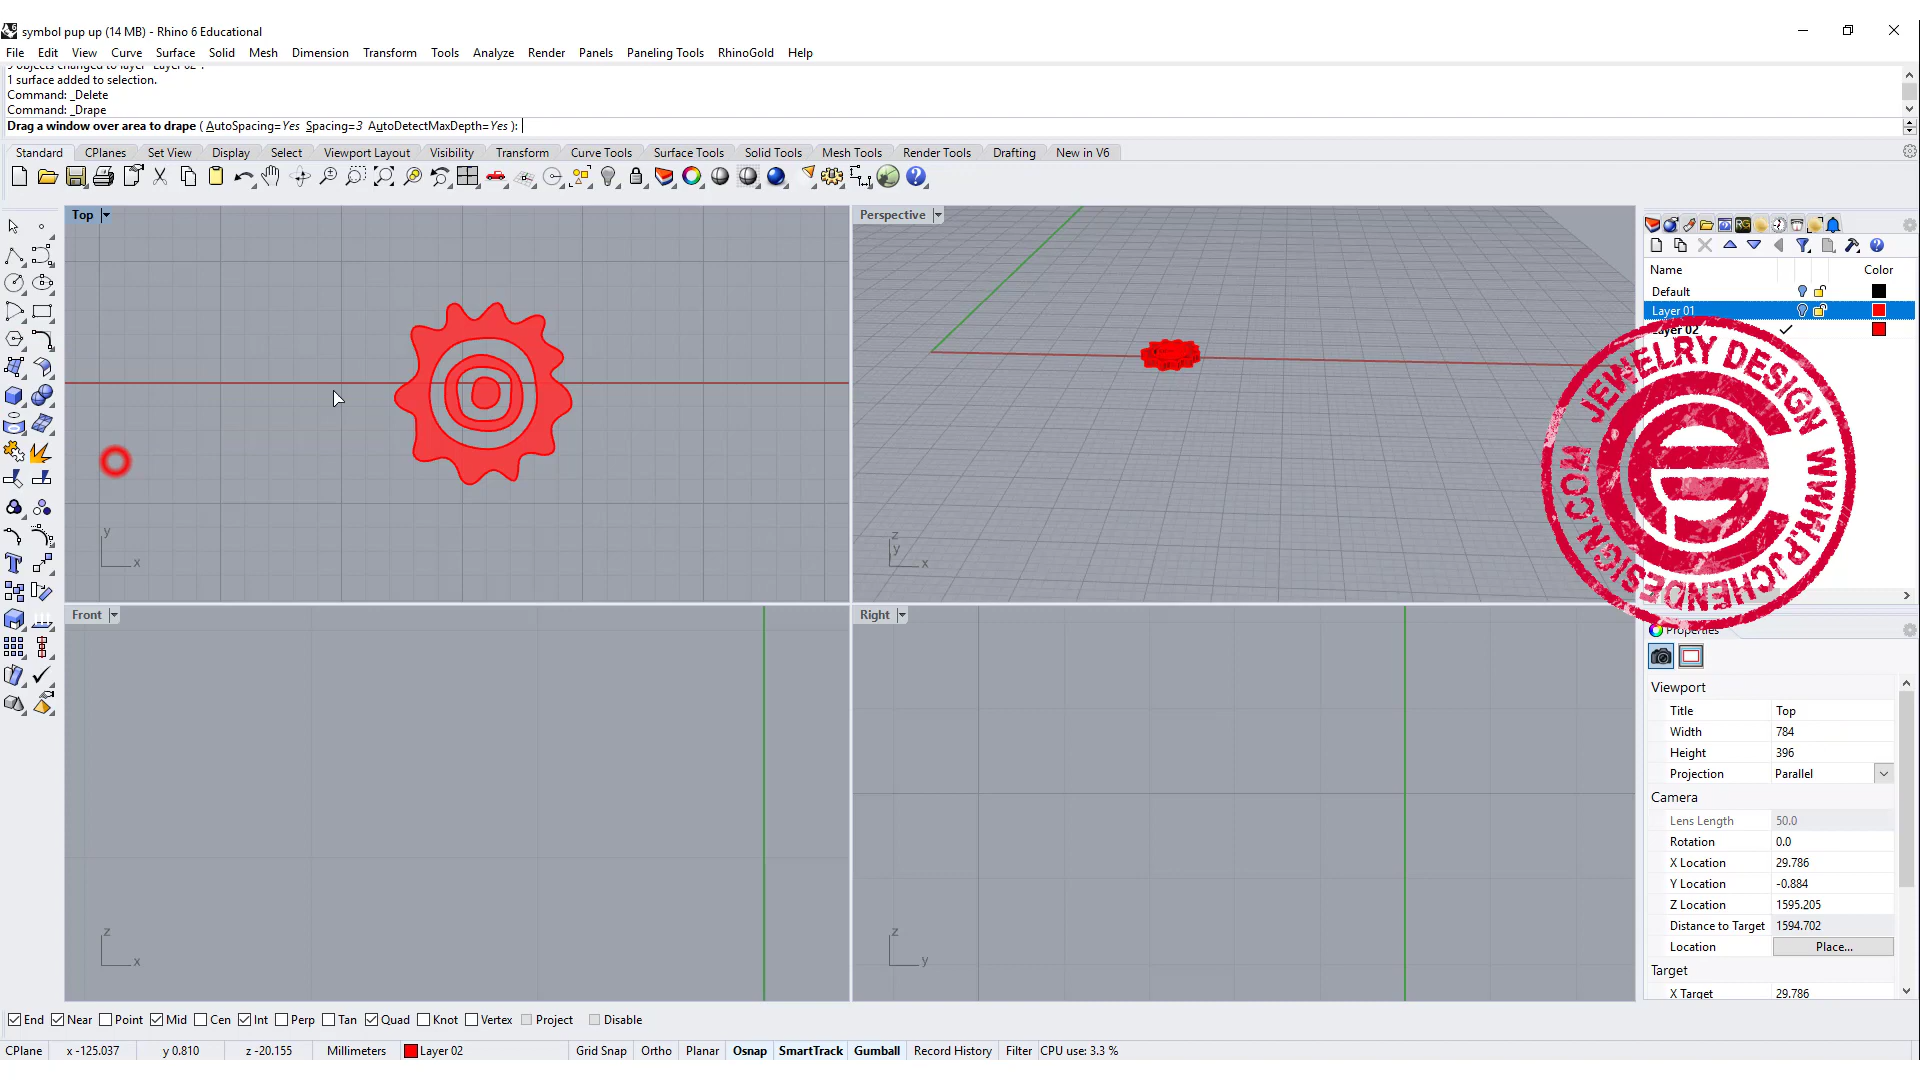 symbol pup up (14 MB) - Rhino 6 Educational
File Edit View Curve Surface Solid Mesh Dimension Transform Tools Analyze Render Panels Paneling Tools RhinoGold Help
1 surface added to selection.
Command: _Delete
Command: _Drape
Drag a window over area to drape ( AutoSpacing=Yes Spacing=3 AutoDetectMaxDepth=Yes ):
Standard CPlanes Set View Display Select Viewport Layout Visibility Transform Curve Tools Surface Tools Solid Tools Mesh Tools Render Tools Drafting New in V6
Top
Perspective
y
x
z
y
x
Front
Right
z
x
z
y
Name Color
Default
Layer 01
Layer 02
JEWELRY DESIGN WWW.PJCHENDESIGN.COM
Properties
Viewport
Title Top
Width 784
Height 396
Projection Parallel
Camera
Lens Length 50.0
Rotation 0.0
X Location 29.786
Y Location -0.884
Z Location 1595.205
Distance to Target 1594.702
Location Place...
Target
X Target 29.786
End Near Point Mid Cen Int Perp Tan Quad Knot Vertex Project Disable
CPlane x -125.037 y 0.810 z -20.155 Millimeters Layer 02 Grid Snap Ortho Planar Osnap SmartTrack Gumball Record History Filter CPU use: 3.3 %